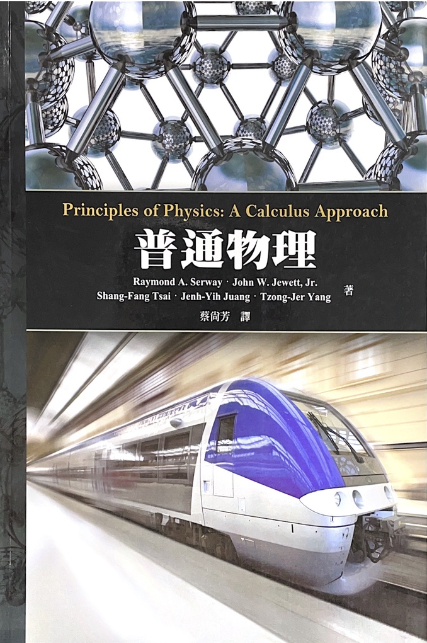 Principles of Physics: A Calculus Approach
普通物理
Raymond A. Serway · John W. Jewett, Jr.
Shang-Fang Tsai · Jenh-Yih Juang · Tzong-Jer Yang 著
蔡尚芳 譯